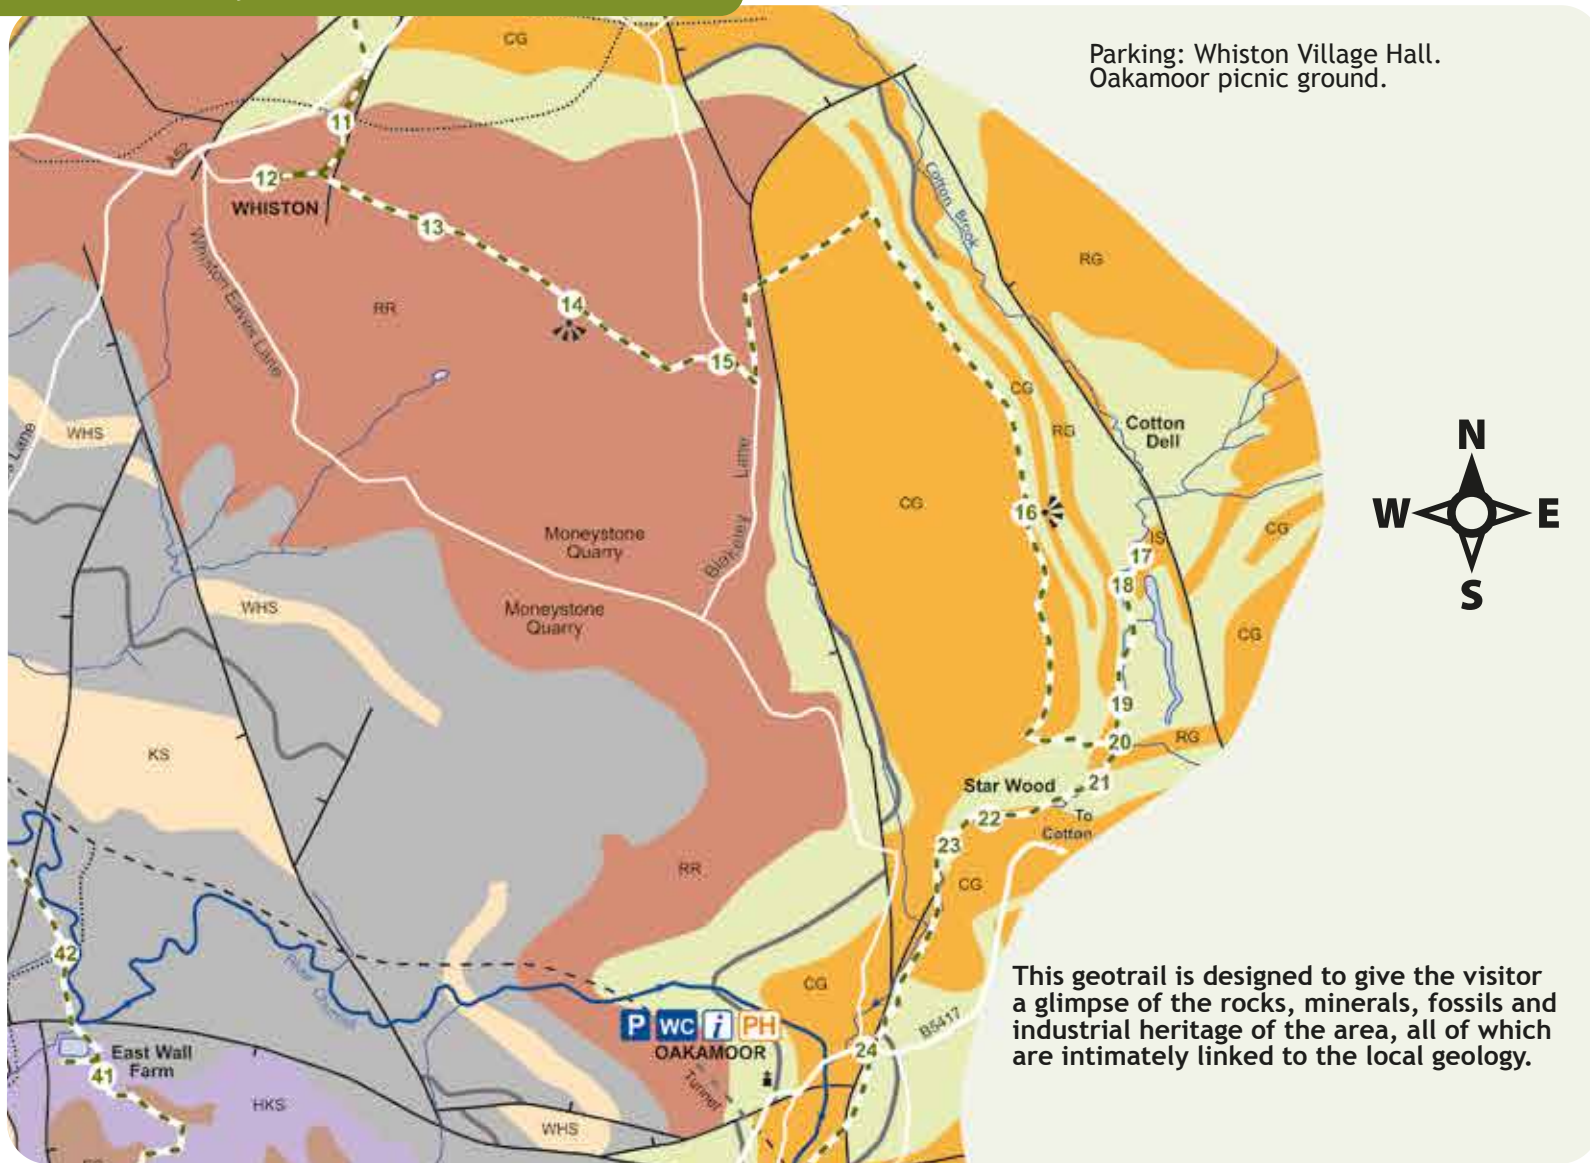 CG
Parking: Whiston Village Hall.
Oakamoor picnic ground.
11
A52
12
WHISTON
13
Cotton Brook
RG
Whiston Eaves Lane
RR
14
15
CG
RG
Cotton
Dell
WHS
s Lane
Lane
Blakeley
CG
16
CG
IS
17
18
Moneystone
Quarry
Moneystone
Quarry
WHS
CG
19
20
RG
KS
21
Star Wood
22
To
Cotton
23
CG
RR
N
W
E
S
42
River Churnet
CG
This geotrail is designed to give the visitor
a glimpse of the rocks, minerals, fossils and
industrial heritage of the area, all of which
are intimately linked to the local geology.
P WC i PH
OAKAMOOR
B5417
24
East Wall
Farm
41
Tunnel
HKS
WHS